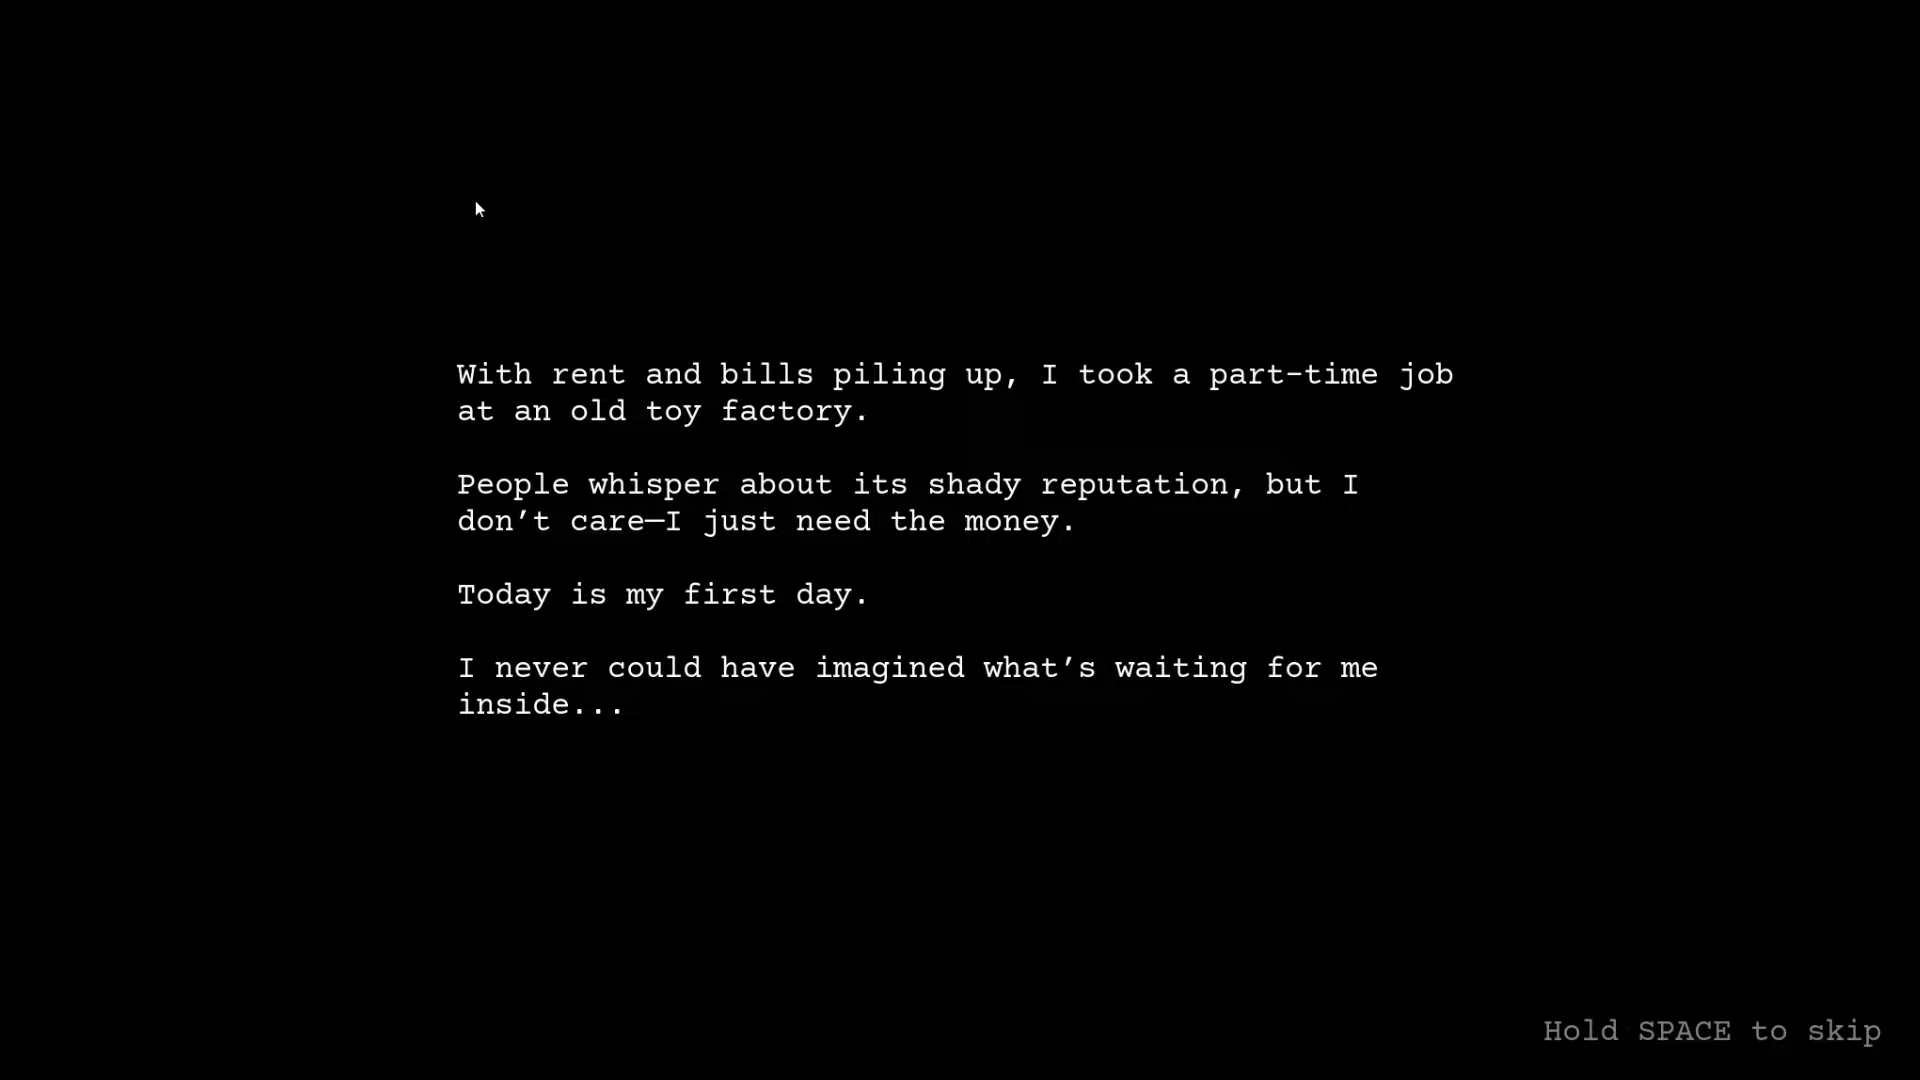 With rent and bills piling up, I took a part-time job
at an old toy factory.
People whisper about its shady reputation, but I
don’t care—I just need the money.
Today is my first day.
I never could have imagined what’s waiting for me
inside...
Hold SPACE to skip